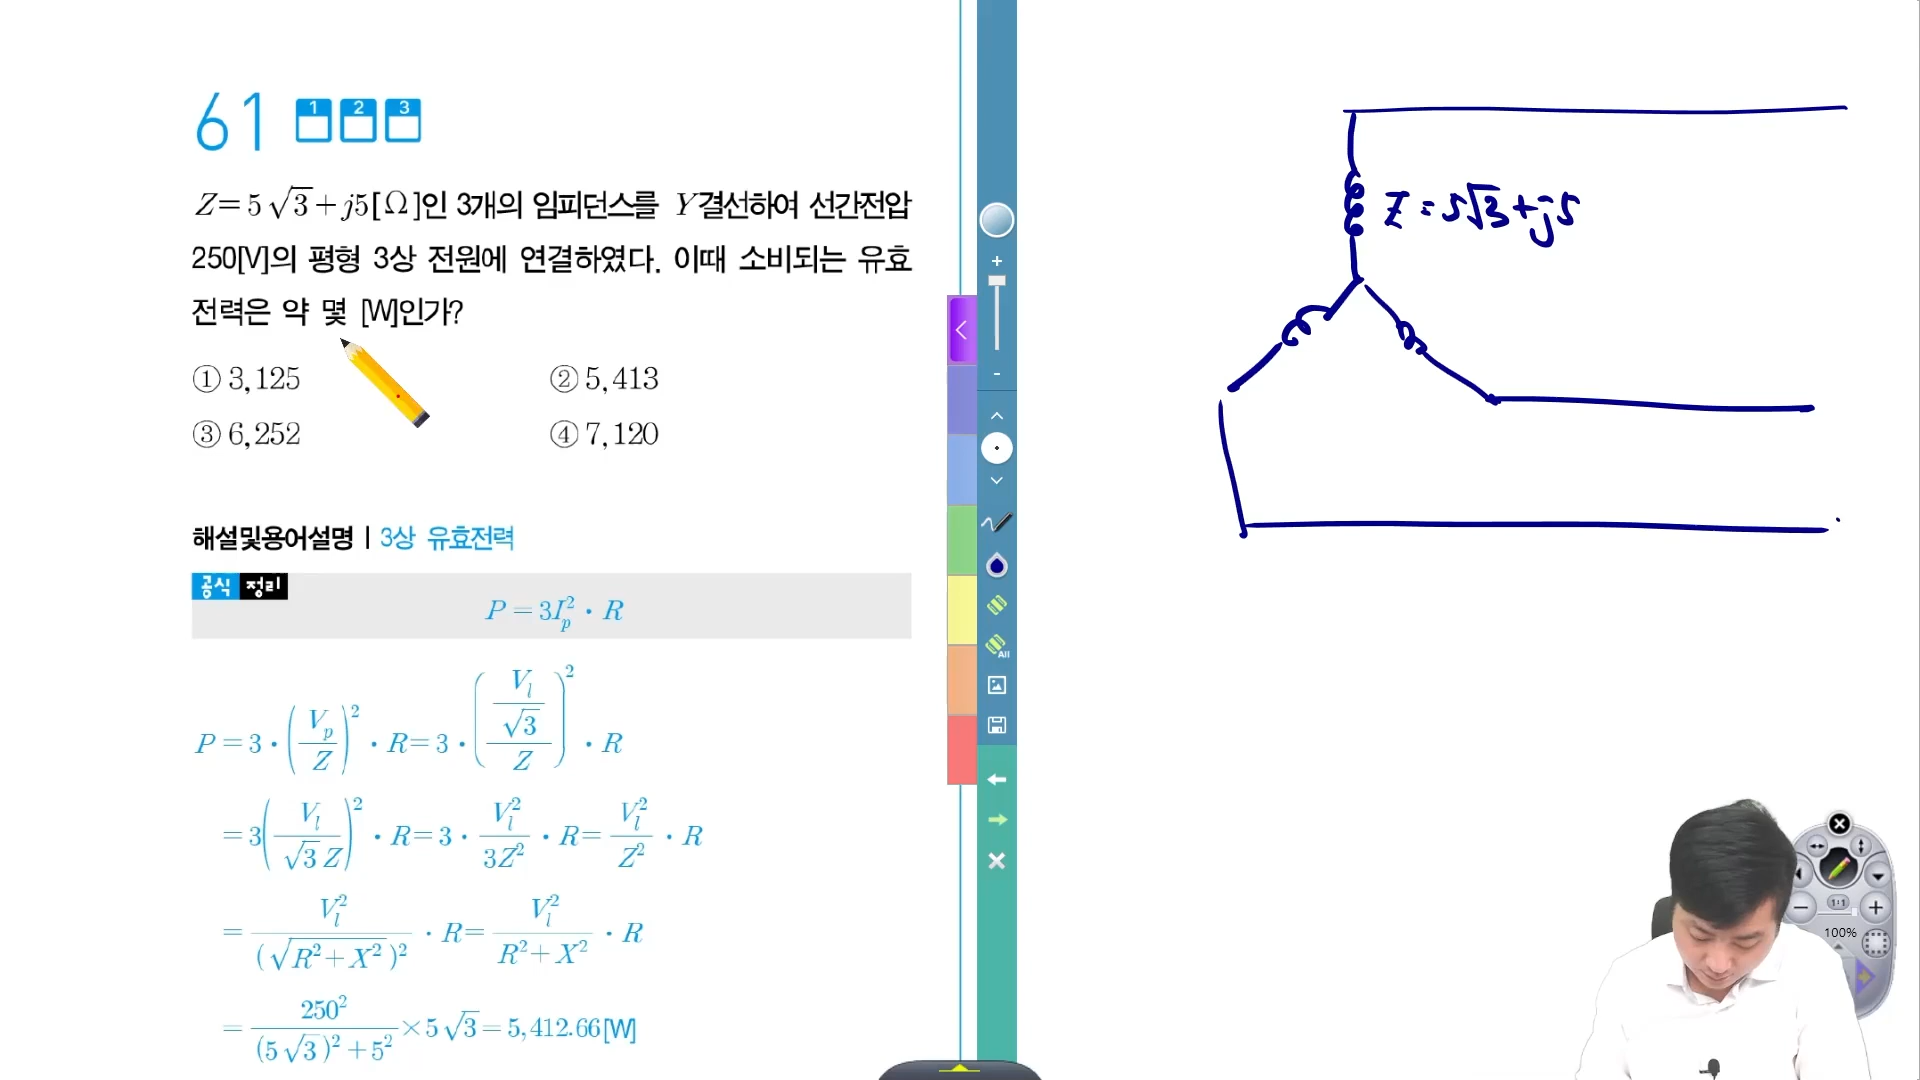 61 1 2 3
Z=5√3+j5[Ω]인 3개의 임피던스를 Y결선하여 선간전압
250[V]의 평형 3상 전원에 연결하였다. 이때 소비되는 유효
전력은 약 몇 [W]인가?
① 3,125 ② 5,413
③ 6,252 ④ 7,120
해설및용어설명 | 3상 유효전력
공식 정리
P = 3I_p^2 · R
P = 3 · (V_p/Z)^2 · R = 3 · ((V_l/√3)/Z)^2 · R
= 3(V_l/(√3 Z))^2 · R = 3 · V_l^2/(3Z^2) · R = V_l^2/Z^2 · R
= V_l^2/(√(R^2+X^2))^2 · R = V_l^2/(R^2+X^2) · R
= 250^2/((5√3)^2+5^2) × 5√3 = 5,412.66[W]
Z = 5√3+j5
All
1:1
100%